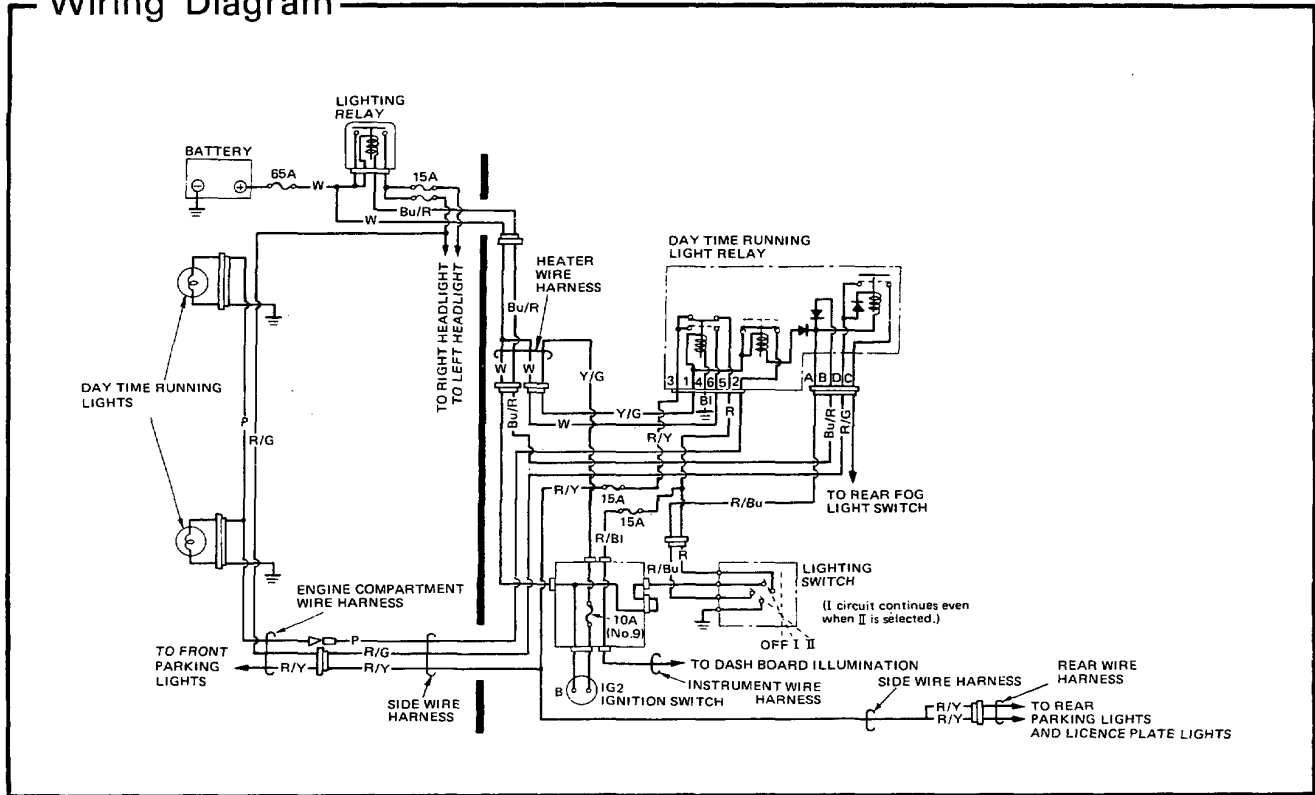 Wiring Diagram
LIGHTING
RELAY
BATTERY
65A
W
15A
Bu/R
W
DAY TIME RUNNING
LIGHT RELAY
HEATER
WIRE
HARNESS
TO RIGHT HEADLIGHT
TO LEFT HEADLIGHT
Bu/R
W
W
Y/G
3 1 4 6 5 2
A B D C
Bl
R
Bu/R
Y/G
W
R/Y
Bu/R
R/G
DAY TIME RUNNING
LIGHTS
P
R/G
R/Y
15A
15A
R/Bu
TO REAR FOG
LIGHT SWITCH
R/Bl
R
R/Bu
LIGHTING
SWITCH
(I circuit continues even
when II is selected.)
OFF I II
10A
(No.9)
ENGINE COMPARTMENT
WIRE HARNESS
P
R/G
TO FRONT
PARKING
LIGHTS
R/Y
R/Y
SIDE WIRE
HARNESS
B
IG2
IGNITION SWITCH
TO DASH BOARD ILLUMINATION
INSTRUMENT WIRE
HARNESS
SIDE WIRE HARNESS
REAR WIRE
HARNESS
R/Y
R/Y
TO REAR
PARKING LIGHTS
AND LICENCE PLATE LIGHTS